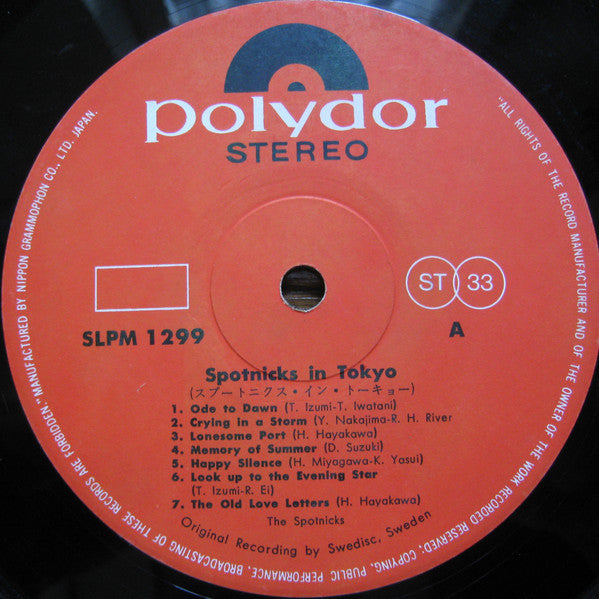 polydor
STEREO
ST 33
SLPM 1299
A
Spotnicks in Tokyo
(スプートニクス・イン・トーキョー)
1. Ode to Dawn (T. Izumi-T. Iwatani)
2. Crying in a Storm (Y. Nakajima-R. H. River
3. Lonesome Port (H. Hayakawa)
4. Memory of Summer (D. Suzuki)
5. Happy Silence (H. Miyagawa-K. Yasui)
6. Look up to the Evening Star
(T. Izumi-R. Ei)
7. The Old Love Letters (H. Hayakawa)
The Spotnicks
Original Recording by Swedisc, Sweden
"ALL RIGHTS OF THE RECORD MANUFACTURER AND OF THE OWNER OF THE WORK RECORDED RESERVED; COPYING, PUBLIC PERFORMANCE, BROADCASTING OF THESE RECORDS ARE FORBIDDEN." MANUFACTURED BY NIPPON GRAMMOPHON CO., LTD. JAPAN.